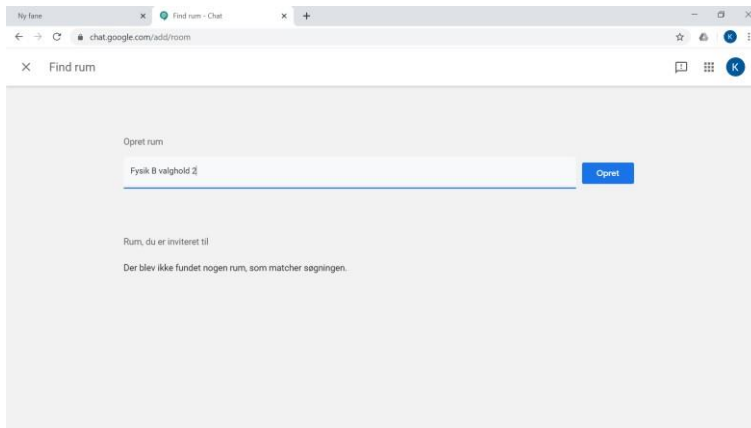 Ny fane
Find rum - Chat
chat.google.com/add/room
K
Find rum
K
Opret rum
Fysik B valghold 2
Opret
Rum, du er inviteret til
Der blev ikke fundet nogen rum, som matcher søgningen.